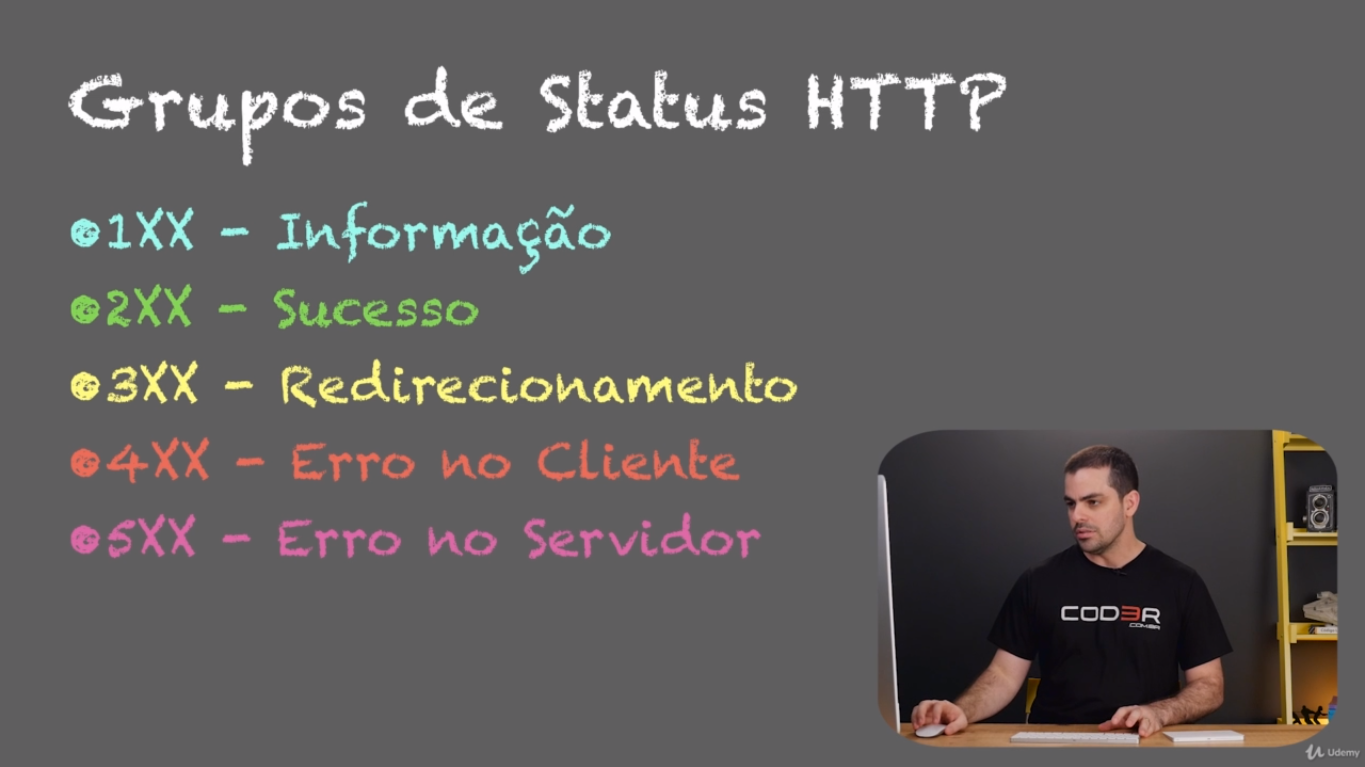 Grupos de Status HTTP
1XX - Informação
2XX - Sucesso
3XX - Redirecionamento
4XX - Erro no Cliente
5XX - Erro no Servidor
COD3R
.COM.BR
Udemy